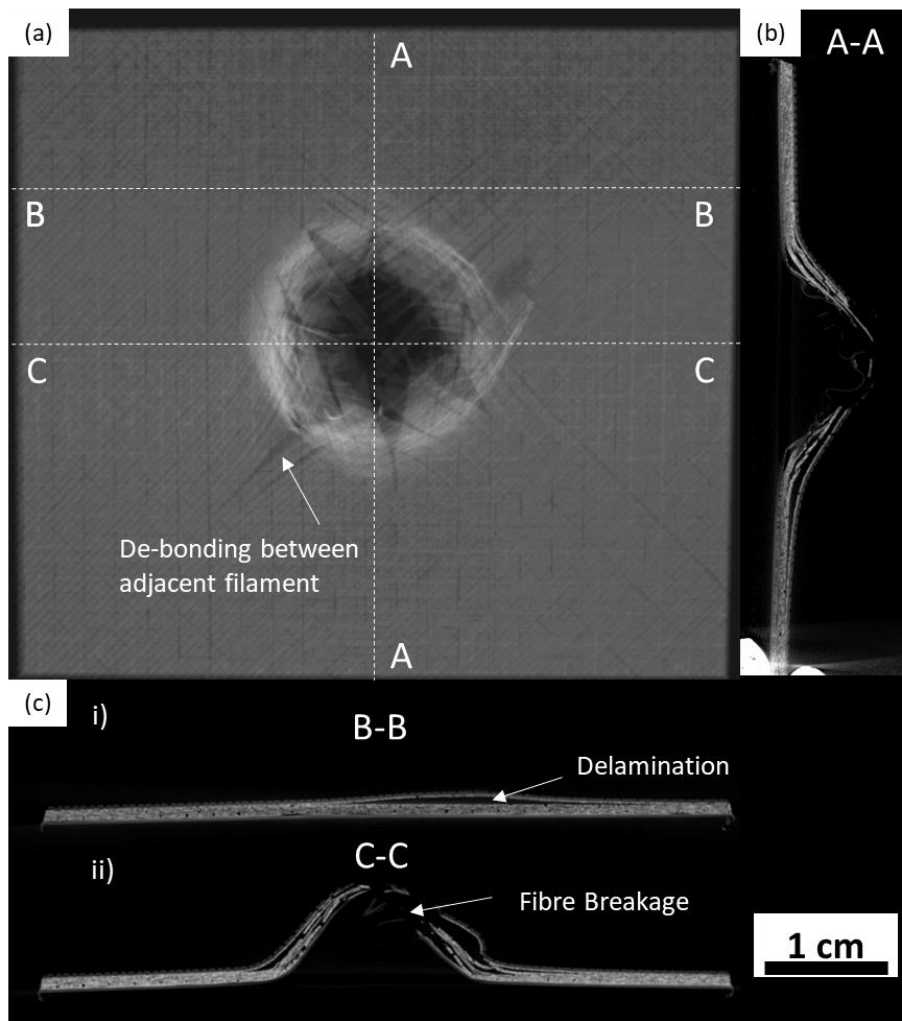 (a)
A
(b)
A-A
B
B
C
C
De-bonding between
adjacent filament
A
(c)
i)
B-B
Delamination
C-C
ii)
Fibre Breakage
1 cm